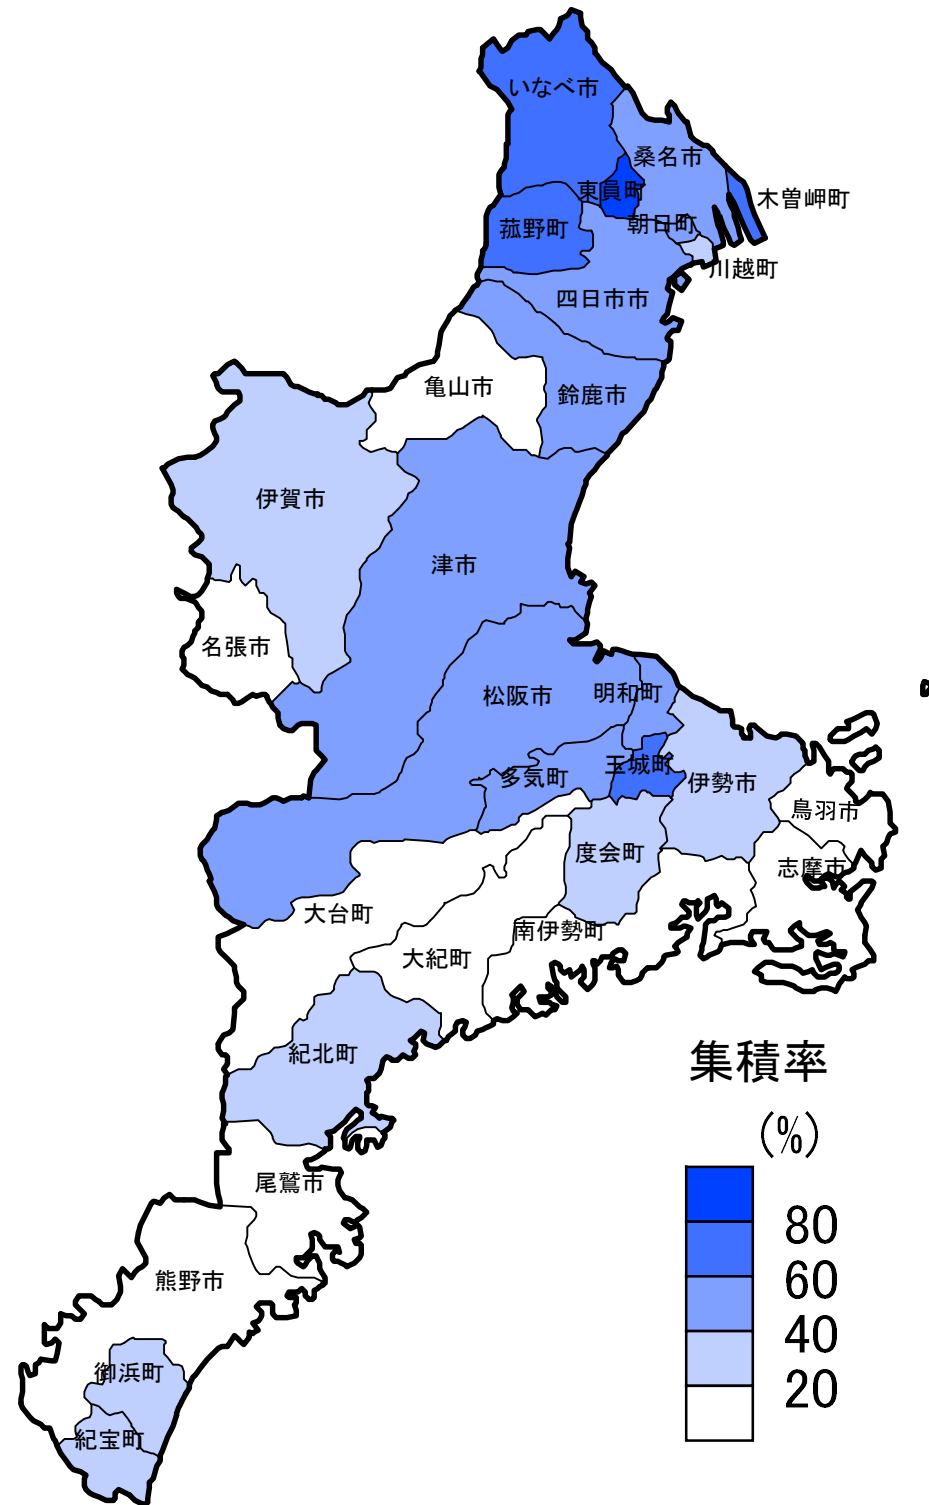 いなべ市
桑名市
東員町
木曽岬町
菰野町
朝日町
川越町
四日市市
亀山市
鈴鹿市
伊賀市
津市
名張市
松阪市
明和町
多気町
玉城町
伊勢市
鳥羽市
度会町
志摩市
大台町
南伊勢町
大紀町
紀北町
尾鷲市
熊野市
御浜町
紀宝町
集積率
(%)
80
60
40
20